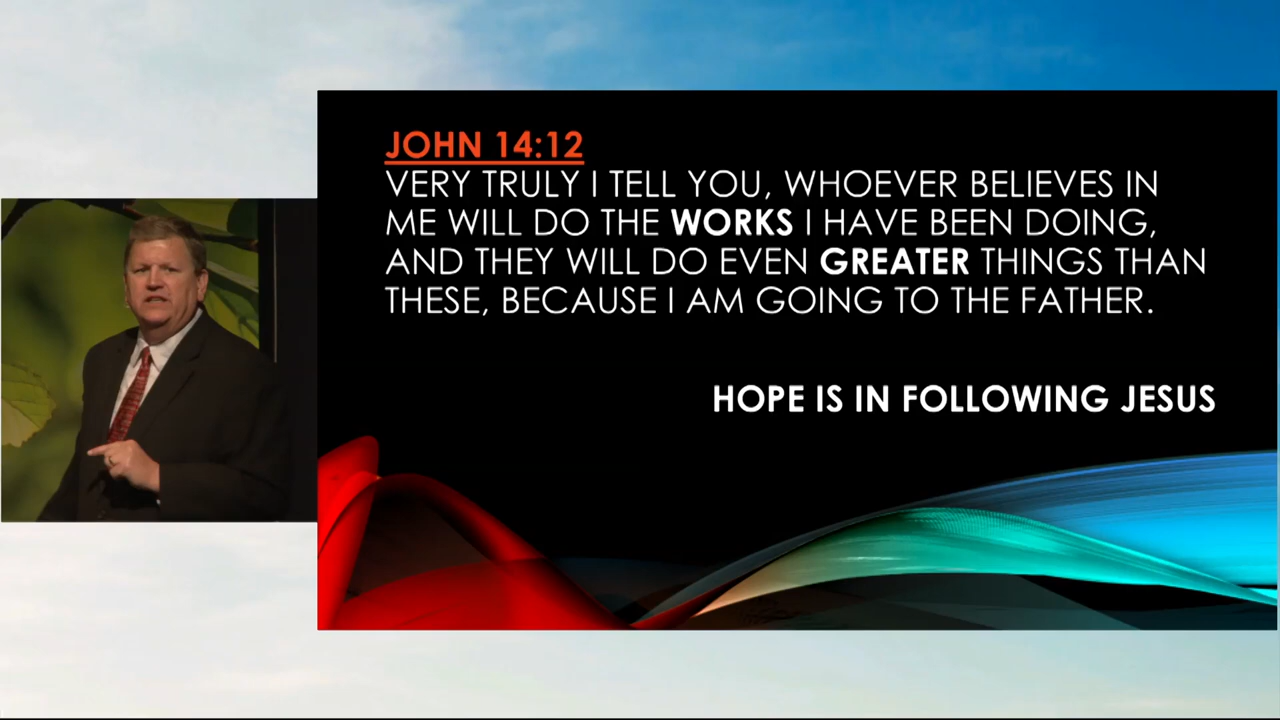 JOHN 14:12
VERY TRULY I TELL YOU, WHOEVER BELIEVES IN
ME WILL DO THE WORKS I HAVE BEEN DOING,
AND THEY WILL DO EVEN GREATER THINGS THAN
THESE, BECAUSE I AM GOING TO THE FATHER.
HOPE IS IN FOLLOWING JESUS